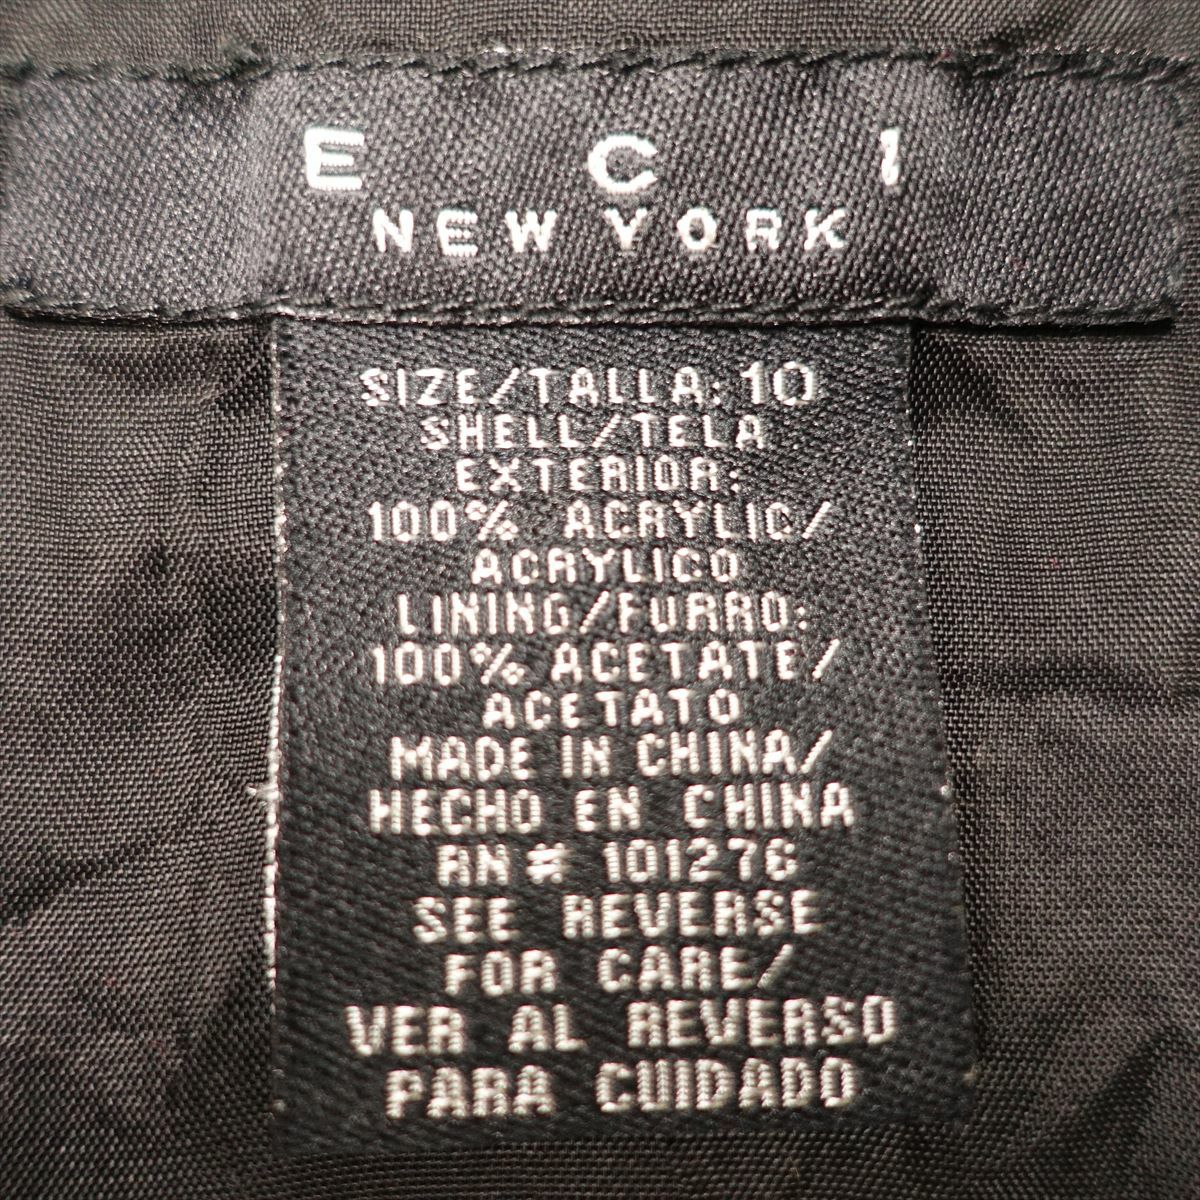 E C I
NEW YORK
SIZE/TALLA: 10
SHELL/TELA
EXTERIOR:
100% ACRYLIC/
ACRYLICO
LINING/FURRO:
100% ACETATE/
ACETATO
MADE IN CHINA/
HECHO EN CHINA
RN # 101276
SEE REVERSE
FOR CARE/
VER AL REVERSO
PARA CUIDADO